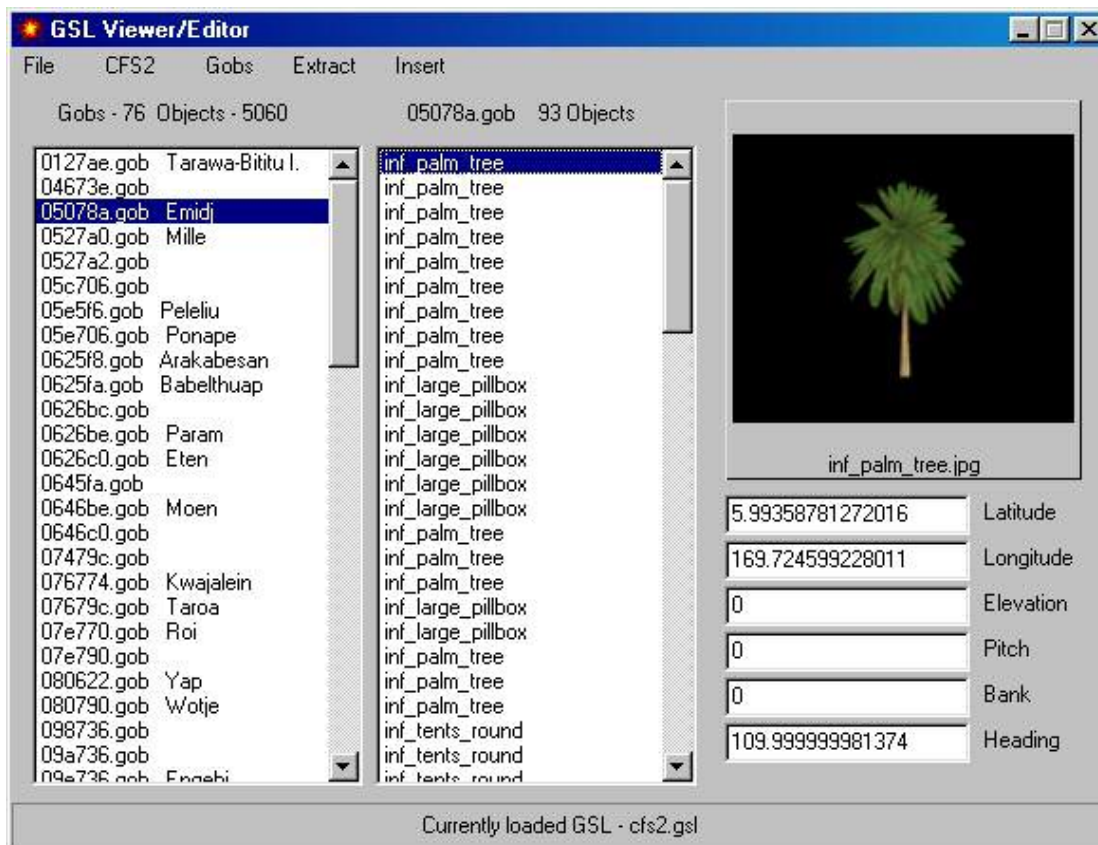 GSL Viewer/Editor
File CFS2 Gobs Extract Insert
Gobs - 76 Objects - 5060
0127ae.gob Tarawa-Bititu I.
04673e.gob
05078a.gob Emidj
0527a0.gob Mille
0527a2.gob
05c706.gob
05e5f6.gob Peleliu
05e706.gob Ponape
0625f8.gob Arakabesan
0625fa.gob Babelthuap
0626bc.gob
0626be.gob Param
0626c0.gob Eten
0645fa.gob
0646be.gob Moen
0646c0.gob
07479c.gob
076774.gob Kwajalein
07679c.gob Taroa
07e770.gob Roi
07e790.gob
080622.gob Yap
080790.gob Wotje
098736.gob
09a736.gob
09e736.gob Engebi
05078a.gob 93 Objects
inf_palm_tree
inf_palm_tree
inf_palm_tree
inf_palm_tree
inf_palm_tree
inf_palm_tree
inf_palm_tree
inf_palm_tree
inf_palm_tree
inf_large_pillbox
inf_large_pillbox
inf_large_pillbox
inf_large_pillbox
inf_large_pillbox
inf_large_pillbox
inf_palm_tree
inf_palm_tree
inf_palm_tree
inf_large_pillbox
inf_large_pillbox
inf_palm_tree
inf_palm_tree
inf_palm_tree
inf_tents_round
inf_tents_round
inf_tents_round
inf_palm_tree.jpg
5.99358781272016 Latitude
169.724599228011 Longitude
0 Elevation
0 Pitch
0 Bank
109.999999981374 Heading
Currently loaded GSL - cfs2.gsl